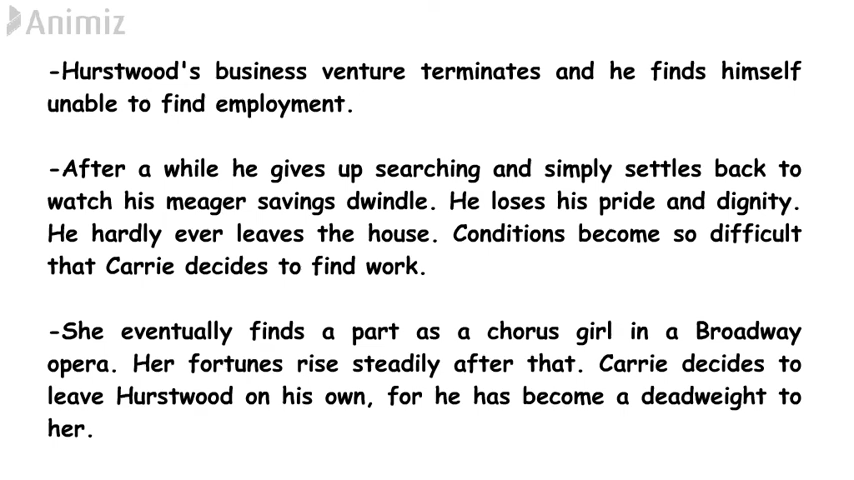 Animiz
-Hurstwood's business venture terminates and he finds himself
unable to find employment.
-After a while he gives up searching and simply settles back to
watch his meager savings dwindle. He loses his pride and dignity.
He hardly ever leaves the house. Conditions become so difficult
that Carrie decides to find work.
-She eventually finds a part as a chorus girl in a Broadway
opera. Her fortunes rise steadily after that. Carrie decides to
leave Hurstwood on his own, for he has become a deadweight to
her.